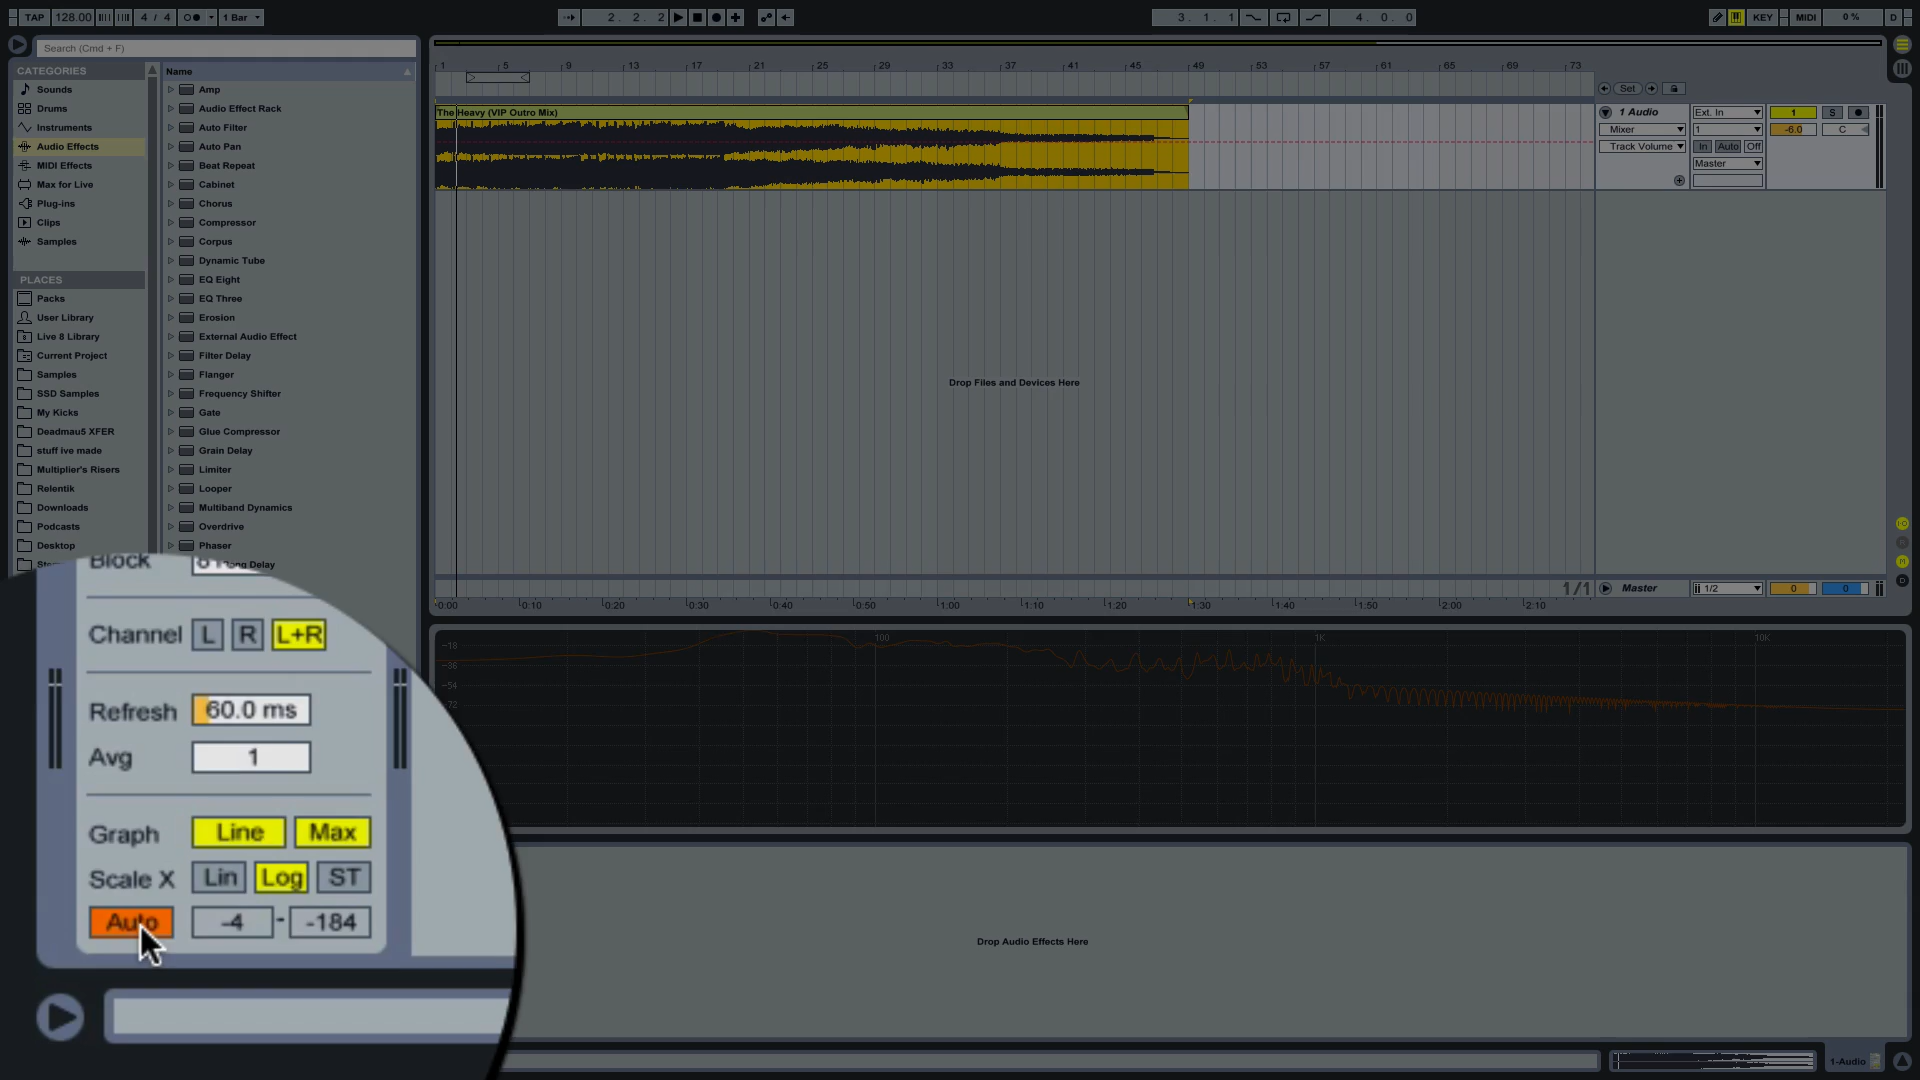 TAP 128.00 4 / 4 1 Bar 2. 2. 2 3. 1. 1 4. 0. 0 KEY MIDI 0 % D
Search (Cmd + F)
CATEGORIES
Sounds
Drums
Instruments
Audio Effects
MIDI Effects
Max for Live
Plug-ins
Clips
Samples
PLACES
Packs
User Library
Live 8 Library
Current Project
Samples
SSD Samples
My Kicks
Deadmau5 XFER
stuff ive made
Multiplier's Risers
Relentik
Downloads
Podcasts
Desktop
Name
Amp
Audio Effect Rack
Auto Filter
Auto Pan
Beat Repeat
Cabinet
Chorus
Compressor
Corpus
Dynamic Tube
EQ Eight
EQ Three
Erosion
External Audio Effect
Filter Delay
Flanger
Frequency Shifter
Gate
Glue Compressor
Grain Delay
Limiter
Looper
Multiband Dynamics
Overdrive
Phaser
Delay
1 5 9 13 17 21 25 29 33 37 41 45 49 53 57 61 65 69 73
Set
The Heavy (VIP Outro Mix)
1 Audio Ext. In 1 S
Mixer 1 -6.0 C
Track Volume In Auto Off
Master
Drop Files and Devices Here
1/1 Master 1/2 0 0
0:00 0:10 0:20 0:30 0:40 0:50 1:00 1:10 1:20 1:30 1:40 1:50 2:00 2:10
100 1K 10K
-18
-36
-54
-72
Block
Channel L R L+R
Refresh 60.0 ms
Avg 1
Graph Line Max
Scale X Lin Log ST
Auto -4 - -184
Drop Audio Effects Here
1-Audio